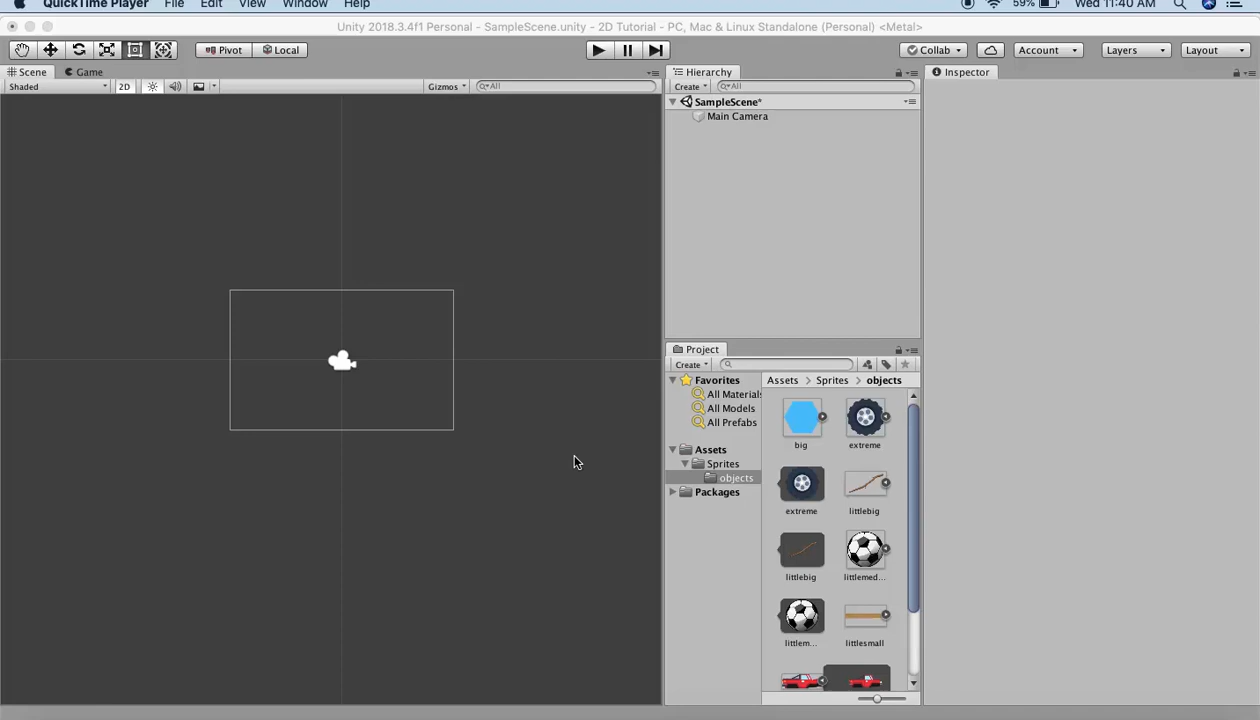 QuickTime Player File Edit View Window Help 59% Wed 11:40 AM
Unity 2018.3.4f1 Personal - SampleScene.unity - 2D Tutorial - PC, Mac & Linux Standalone (Personal) <Metal>
Pivot Local Collab Account Layers Layout
Scene Game Hierarchy Inspector
Shaded 2D Gizmos All Create All
SampleScene*
Main Camera
Project
Create
Favorites Assets Sprites objects
All Materials
All Models
All Prefabs
big extreme
Assets
Sprites
objects
Packages
extreme littlebig
littlebig littlemed...
littlem... littlesmall